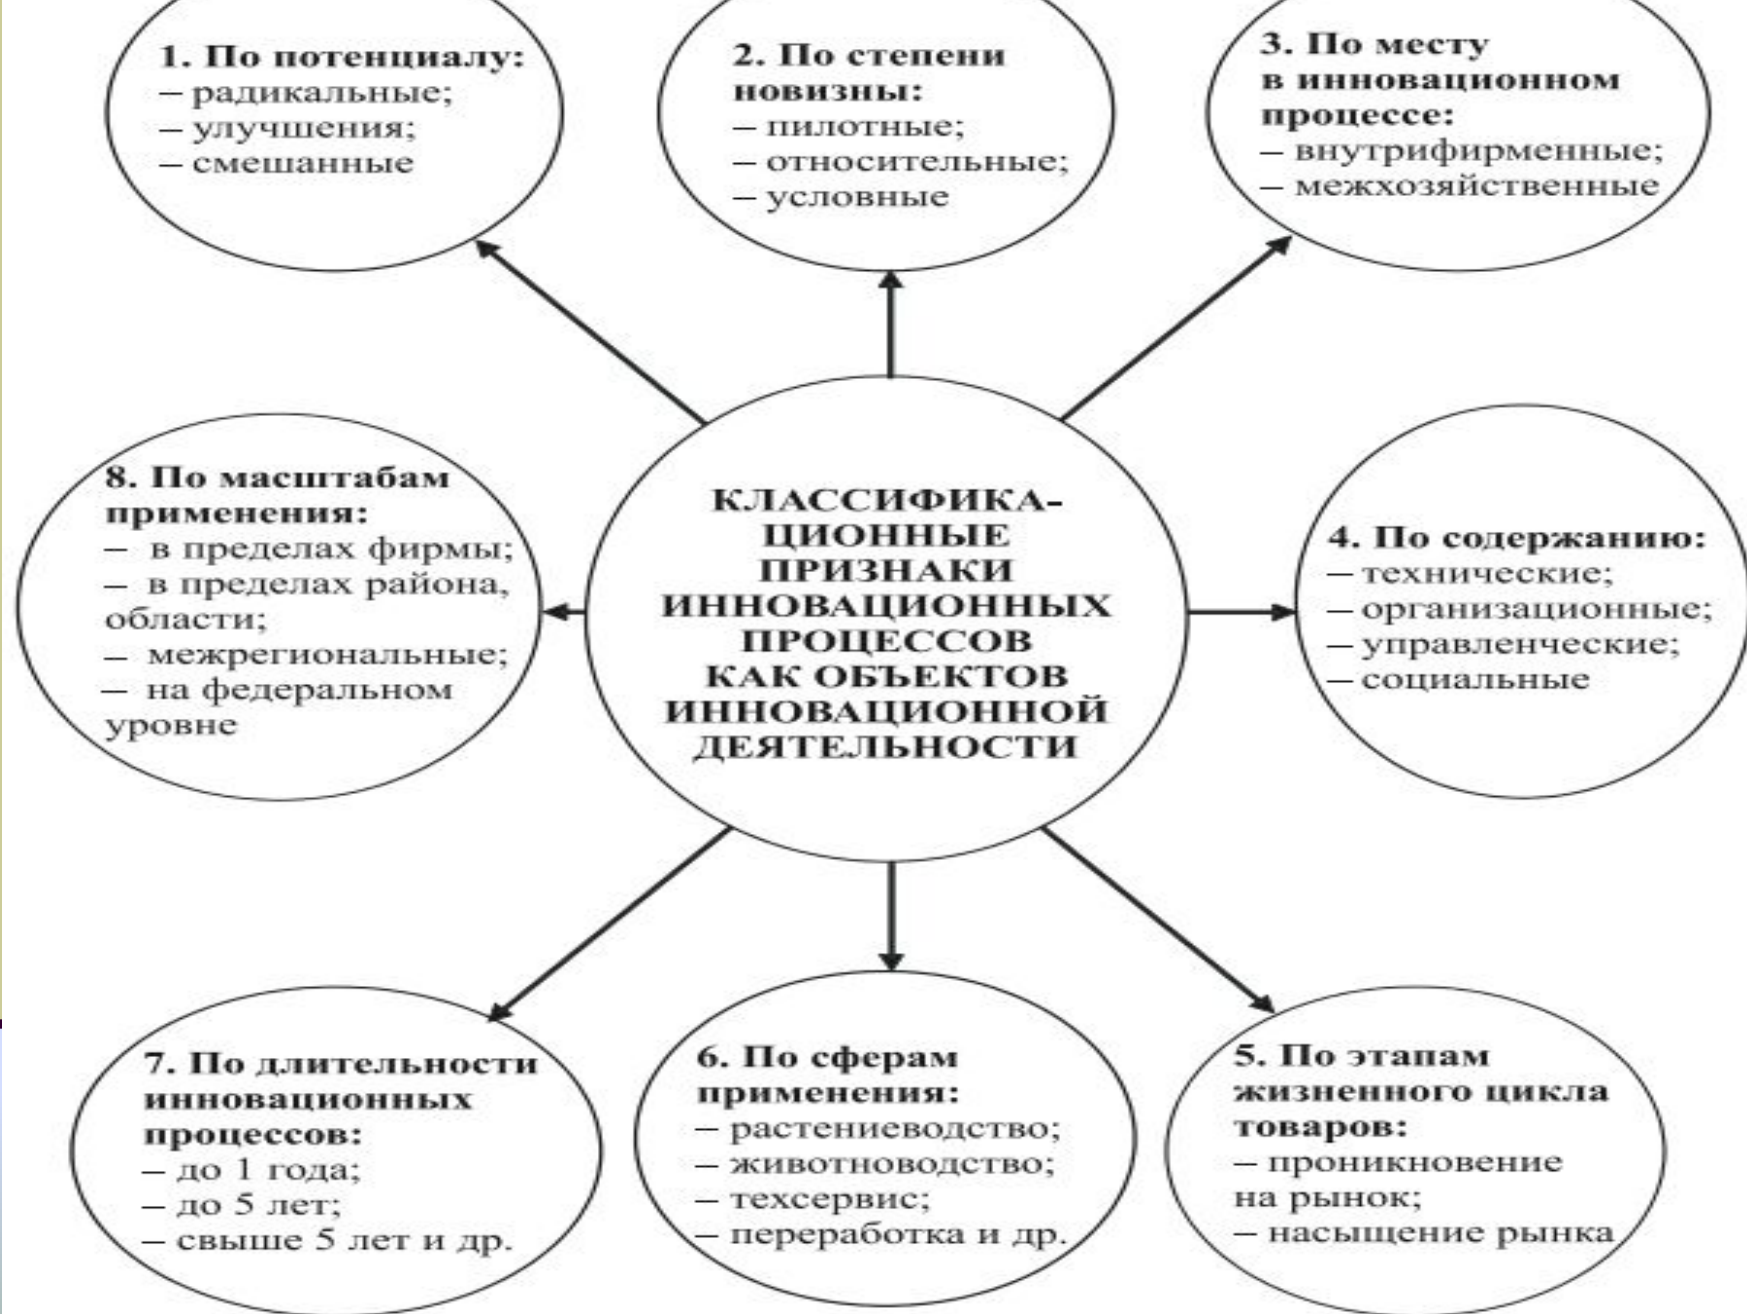 1. По потенциалу:
– радикальные;
– улучшения;
– смешанные
2. По степени
новизны:
– пилотные;
– относительные;
– условные
3. По месту
в инновационном
процессе:
– внутрифирменные;
– межхозяйственные
8. По масштабам
применения:
– в пределах фирмы;
– в пределах района,
области;
– межрегиональные;
– на федеральном
уровне
КЛАССИФИКА-
ЦИОННЫЕ
ПРИЗНАКИ
ИННОВАЦИОННЫХ
ПРОЦЕССОВ
КАК ОБЪЕКТОВ
ИННОВАЦИОННОЙ
ДЕЯТЕЛЬНОСТИ
4. По содержанию:
– технические;
– организационные;
– управленческие;
– социальные
7. По длительности
инновационных
процессов:
– до 1 года;
– до 5 лет;
– свыше 5 лет и др.
6. По сферам
применения:
– растениеводство;
– животноводство;
– техсервис;
– переработка и др.
5. По этапам
жизненного цикла
товаров:
– проникновение
на рынок;
– насыщение рынка